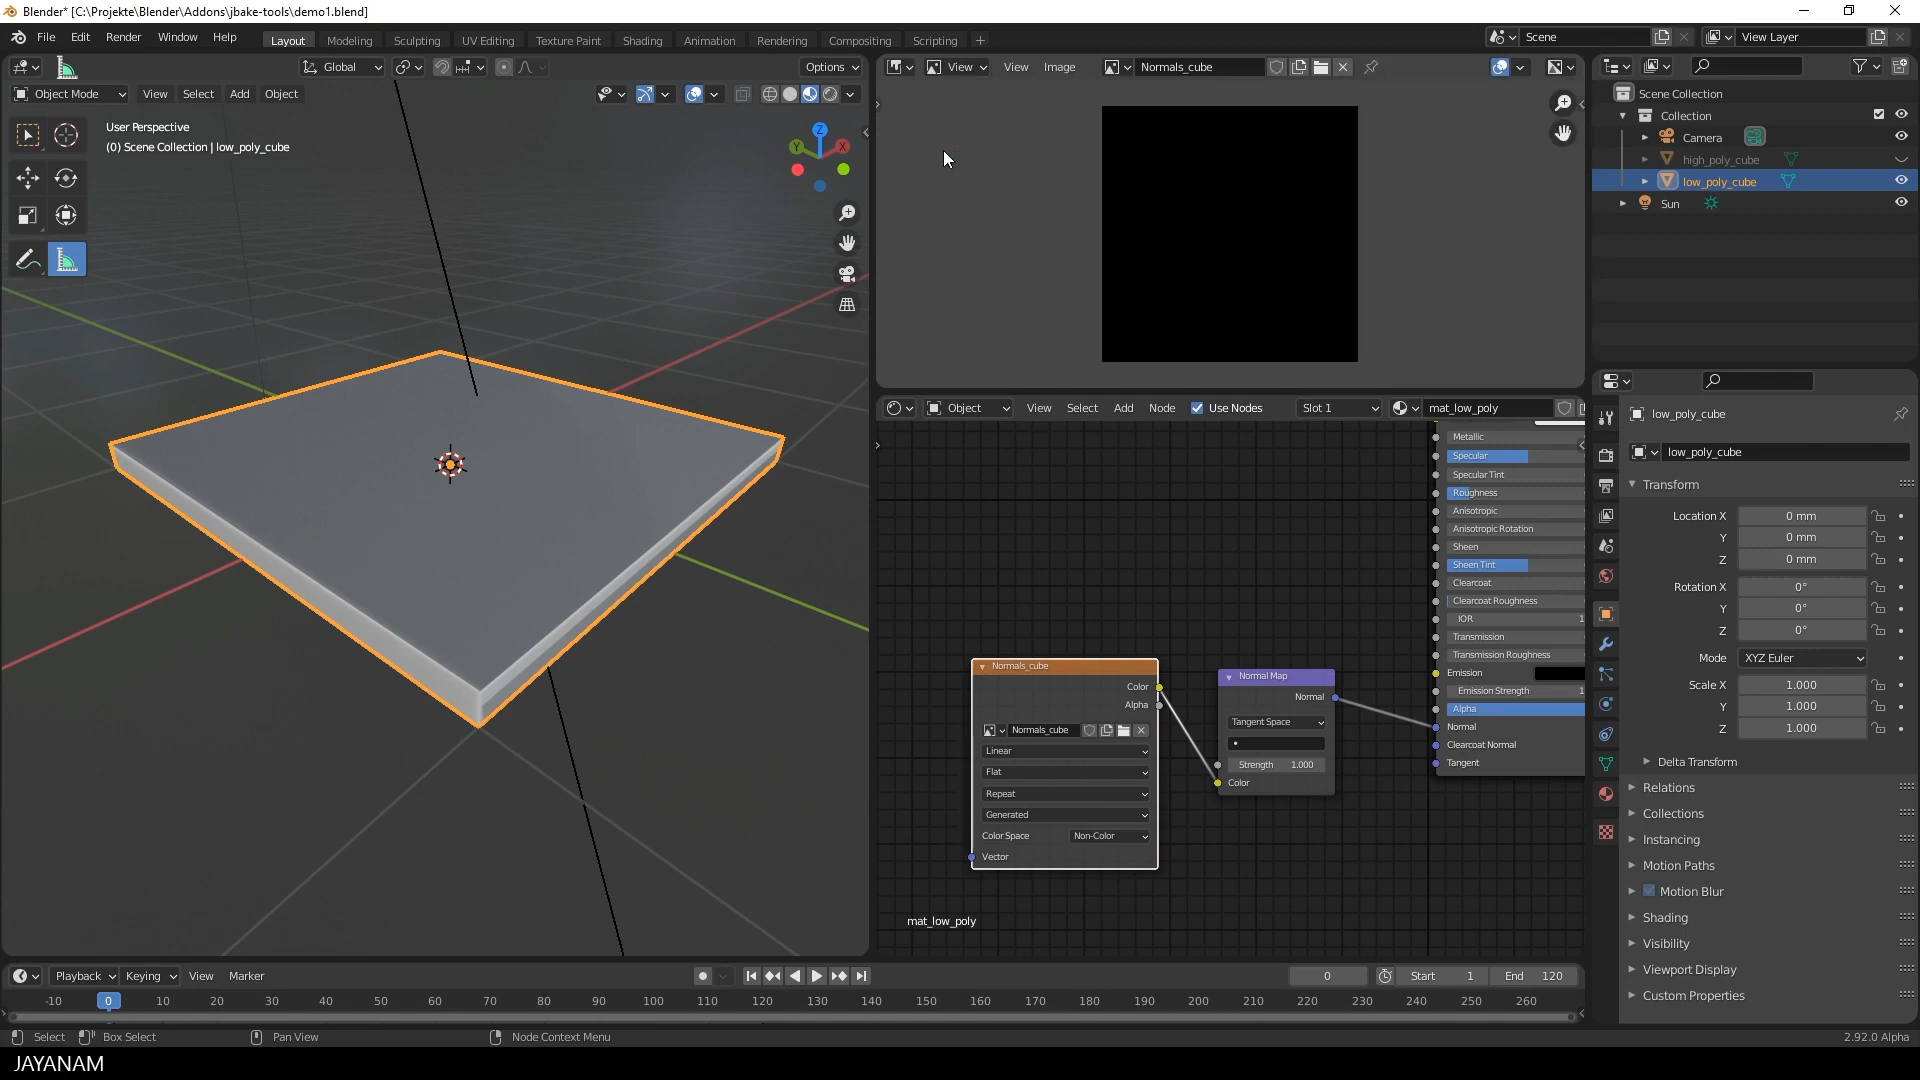 Blender* [C:\Projekte\Blender\Addons\jbake-tools\demo1.blend]
File Edit Render Window Help Layout Modeling Sculpting UV Editing Texture Paint Shading Animation Rendering Compositing Scripting + Scene View Layer
Global Options
Object Mode View Select Add Object
User Perspective
(0) Scene Collection | low_poly_cube
Z
Y
X
View View Image Normals_cube
Object View Select Add Node Use Nodes Slot 1 mat_low_poly
Metallic
Specular
Specular Tint
Roughness
Anisotropic
Anisotropic Rotation
Sheen
Sheen Tint
Clearcoat
Clearcoat Roughness
IOR 1
Transmission
Transmission Roughness
Emission
Emission Strength 1
Alpha
Normal
Clearcoat Normal
Tangent
Normals_cube
Color
Alpha
Normals_cube
Linear
Flat
Repeat
Generated
Color Space Non-Color
Vector
Normal Map
Normal
Tangent Space
Strength 1.000
Color
mat_low_poly
Scene Collection
Collection
Camera
high_poly_cube
low_poly_cube
Sun
low_poly_cube
low_poly_cube
Transform
Location X 0 mm
Y 0 mm
Z 0 mm
Rotation X 0°
Y 0°
Z 0°
Mode XYZ Euler
Scale X 1.000
Y 1.000
Z 1.000
Delta Transform
Relations
Collections
Instancing
Motion Paths
Motion Blur
Shading
Visibility
Viewport Display
Custom Properties
Playback Keying View Marker 0 Start 1 End 120
-10 0 10 20 30 40 50 60 70 80 90 100 110 120 130 140 150 160 170 180 190 200 210 220 230 240 250 260
Select Box Select Pan View Node Context Menu 2.92.0 Alpha
JAYANAM